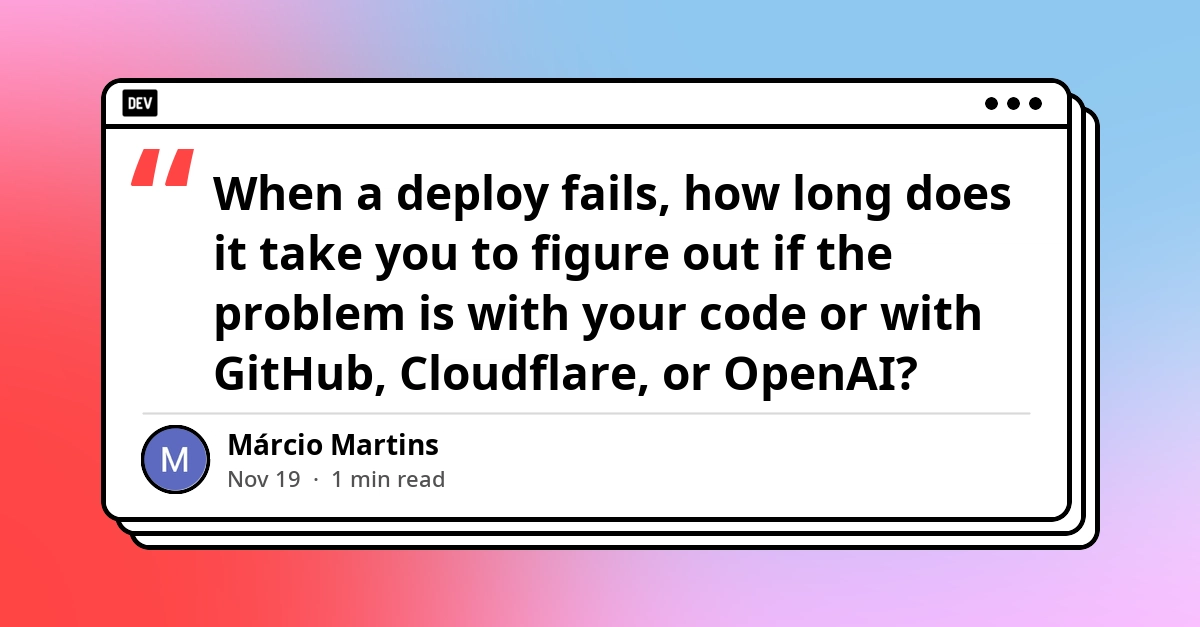 DEV
“
When a deploy fails, how long does
it take you to figure out if the
problem is with your code or with
GitHub, Cloudflare, or OpenAI?
M
Márcio Martins
Nov 19 · 1 min read